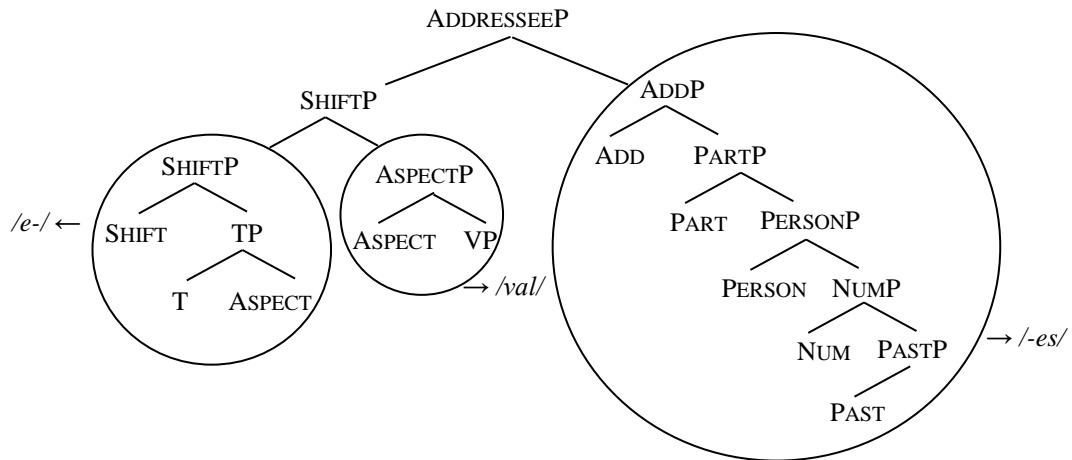 ADDRESSEEP
SHIFTP ADDP
SHIFTP ASPECTP ADD PARTP
/e-/ ← SHIFT TP ASPECT VP PART PERSONP
T ASPECT → /val/ PERSON NUMP
NUM PASTP → /-es/
PAST